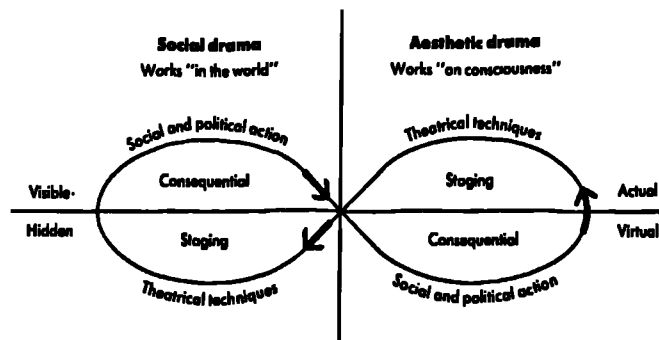 Social drama
Works "in the world"
Aesthetic drama
Works "on consciousness"
Social and political action
Theatrical techniques
Consequential
Staging
Visible
Actual
Hidden
Virtual
Staging
Consequential
Theatrical techniques
Social and political action